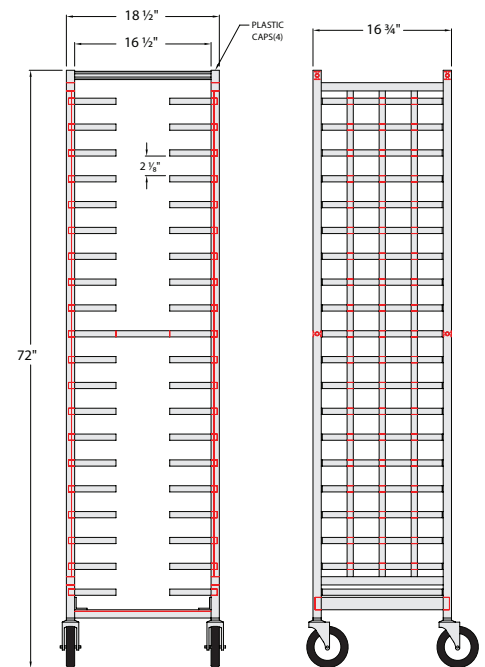 18 ½"
16 ½"
PLASTIC
CAPS(4)
16 ¾"
2 ⅛"
72"